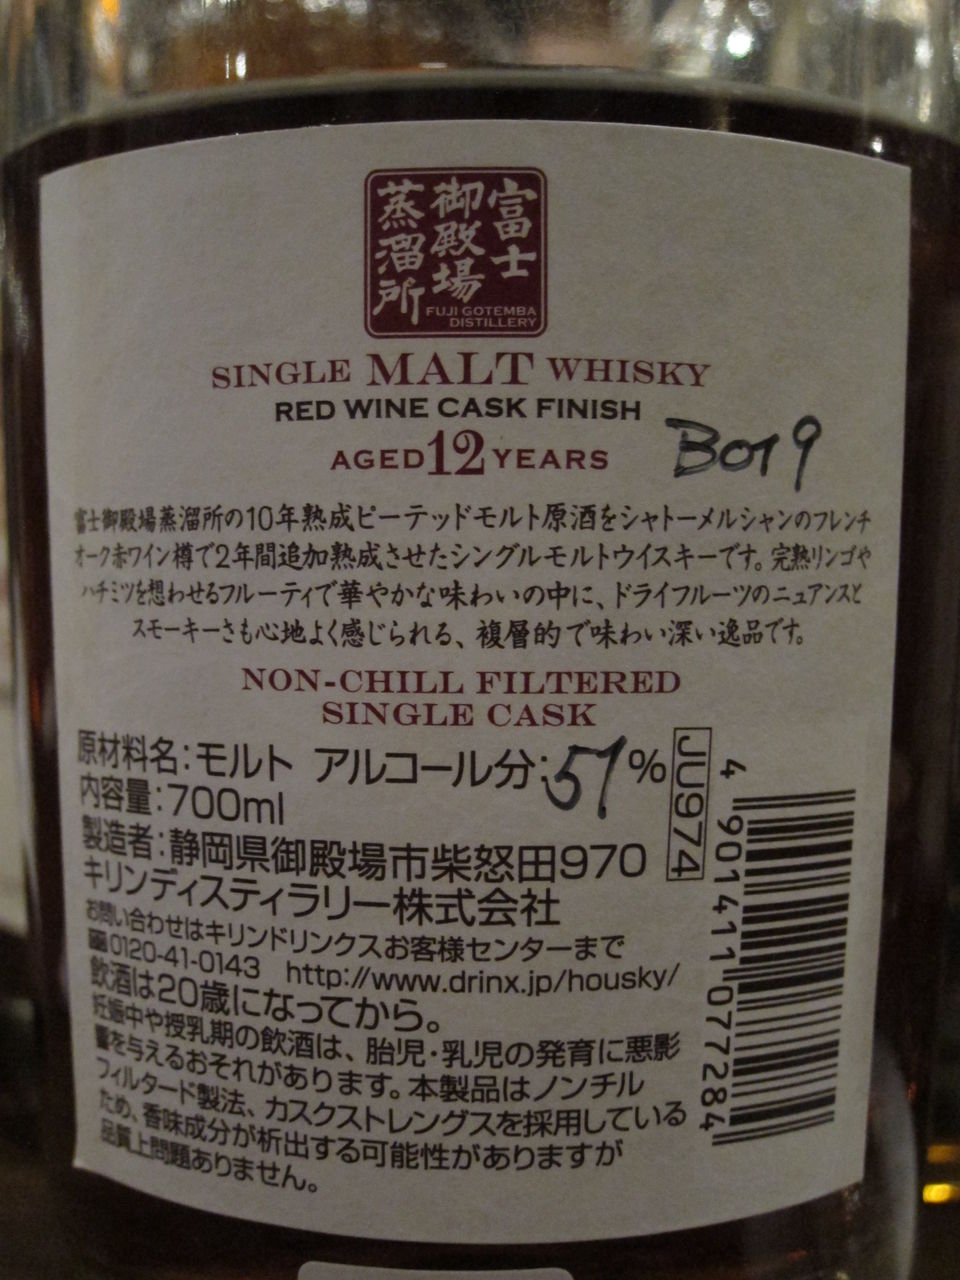 富士
御殿場
蒸溜所
FUJI GOTEMBA
DISTILLERY
SINGLE MALT WHISKY
RED WINE CASK FINISH
AGED 12 YEARS
B019
富士御殿場蒸溜所の10年熟成ピーテッドモルト原酒をシャトーメルシャンのフレンチ
オーク赤ワイン樽で2年間追加熟成させたシングルモルトウイスキーです。完熟リンゴや
ハチミツを想わせるフルーティで華やかな味わいの中に、ドライフルーツのニュアンスと
スモーキーさも心地よく感じられる、複層的で味わい深い逸品です。
NON-CHILL FILTERED
SINGLE CASK
原材料名:モルト アルコール分:57%
内容量:700ml
製造者:静岡県御殿場市柴怒田970
キリンディスティラリー株式会社
お問い合わせはキリンドリンクスお客様センターまで
0120-41-0143 http://www.drinx.jp/housky/
飲酒は20歳になってから。
妊娠中や授乳期の飲酒は、胎児・乳児の発育に悪影
響を与えるおそれがあります。本製品はノンチル
フィルタード製法、カスクストレングスを採用している
ため、香味成分が析出する可能性がありますが
品質上問題ありません。
JU974
4 901411 077284